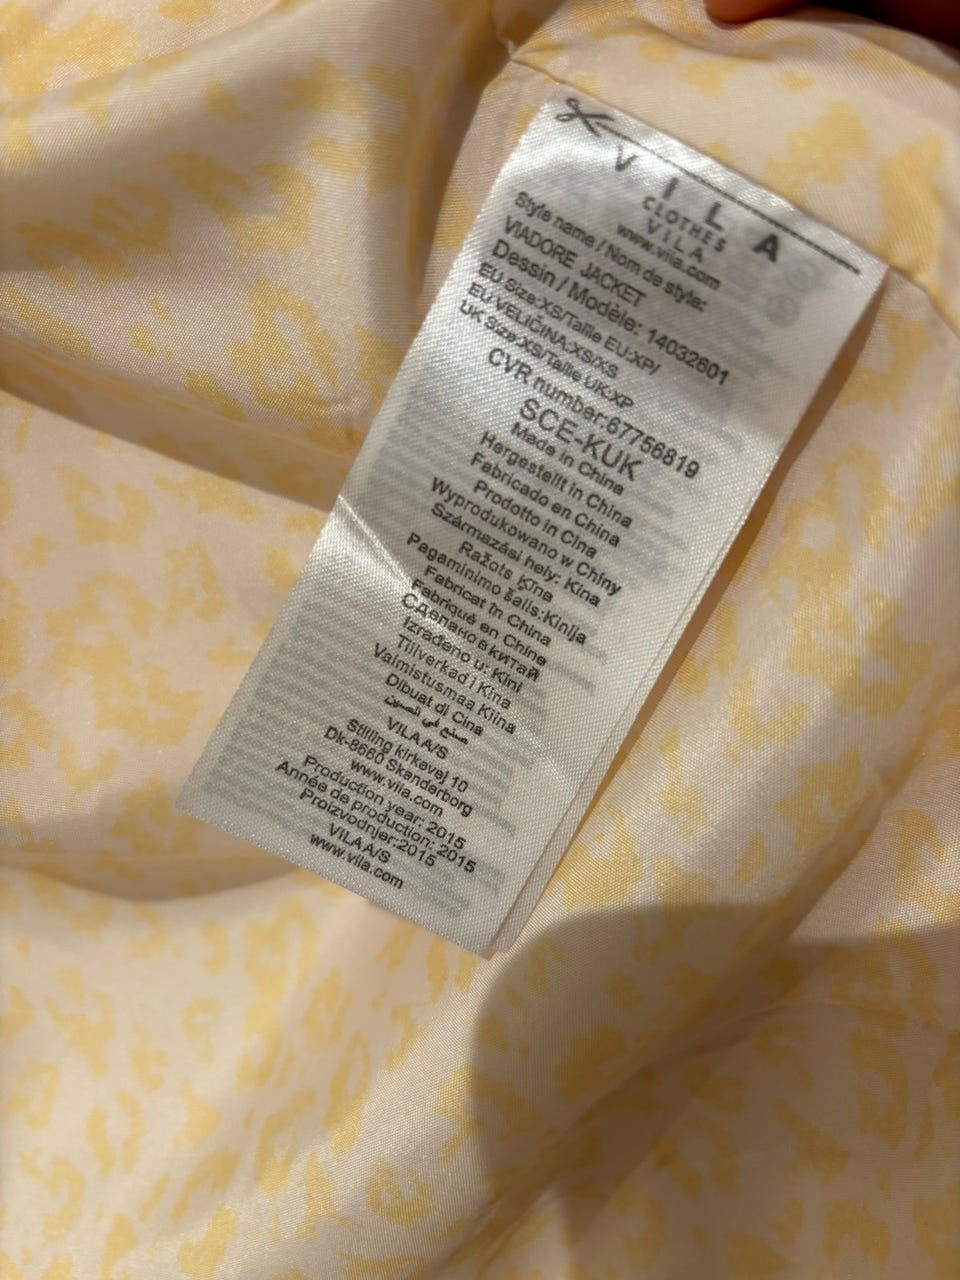 VILA
CLOTHES
VILA
www.vila.com
Style name / Nom de style:
VIADORE JACKET
Dessin / Modèle: 14032601
EU Size:XS/Taille EU:XP/
EU VELIČINA:XS/XS
UK Size:XS/Taille UK:XP
CVR number:87756819
SCE-KUK
Made in China
Hergestellt in China
Fabricado en China
Prodotto in Cina
Wyprodukowano w Chiny
Származási hely: Kína
Ražots Ķīna
Pagaminimo šalis:Kinija
Fabricat în China
Fabriqué en Chine
Сделано в китай
Izrađeno u: Kini
Tillverkad i Kina
Valmistusmaa Kiina
Dibuat di Cina
صنع في الصين
VILA A/S
Stilling kirkevej 10
Dk-8660 Skanderborg
www.vila.com
Production year: 2015
Année de production: 2015
Proizvodnjer:2015
VILA A/S
www.vila.com